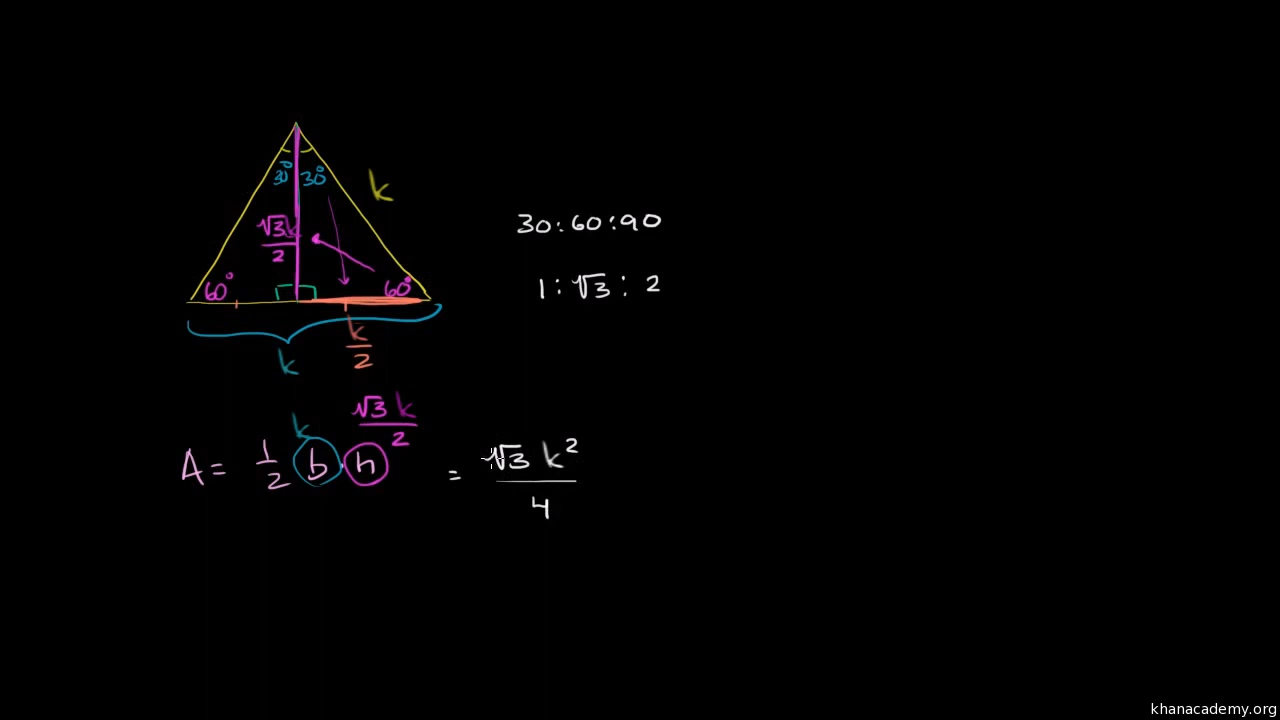 30° 30°
k
√3k/2
60° 60°
k/2
k
30:60:90
1:√3:2
k √3 k/2
A = 1/2 b·h = √3 k²/4
khanacademy.org